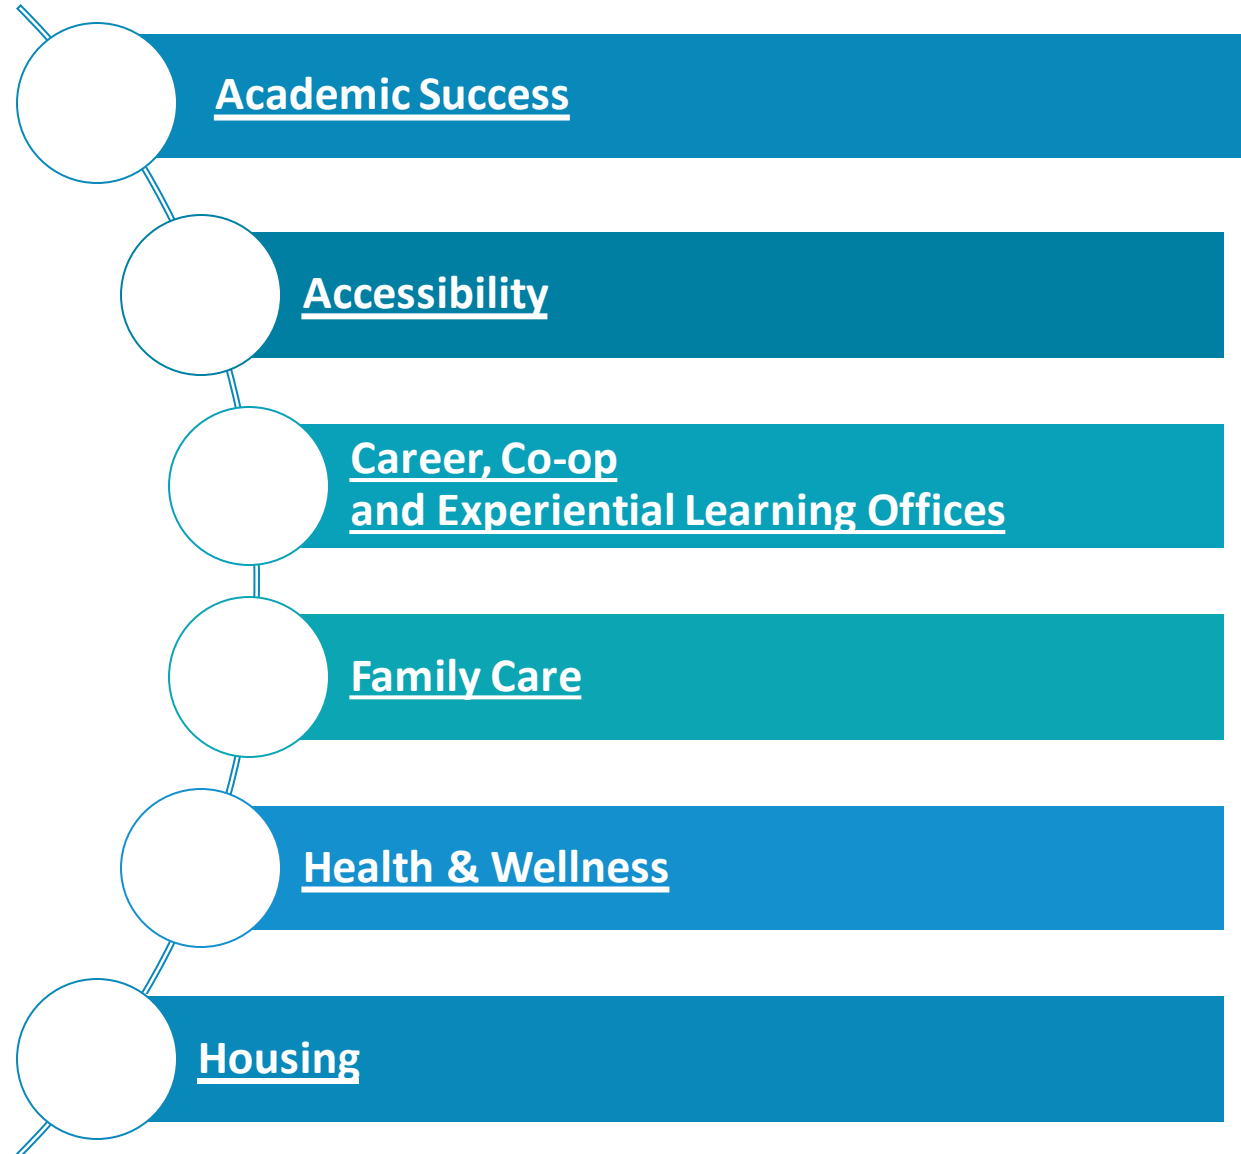 Academic Success
Accessibility
Career, Co-op
and Experiential Learning Offices
Family Care
Health & Wellness
Housing